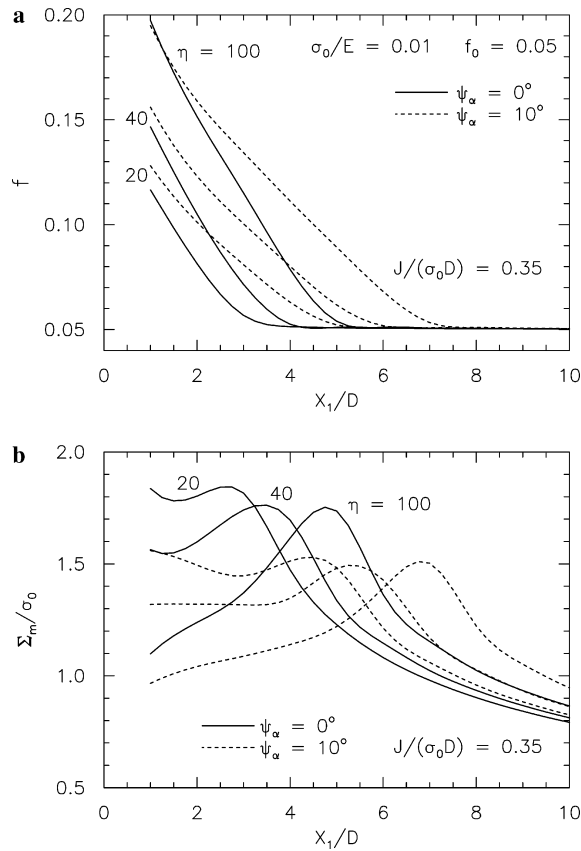 a
0.20
0.15
0.10
0.05
f
η = 100
40
20
σ₀/E = 0.01 f₀ = 0.05
ψα = 0°
ψα = 10°
J/(σ₀D) = 0.35
0 2 4 6 8 10
X₁/D
b
2.0
1.5
1.0
0.5
Σm/σ₀
20
40
η = 100
ψα = 0°
ψα = 10°
J/(σ₀D) = 0.35
0 2 4 6 8 10
X₁/D